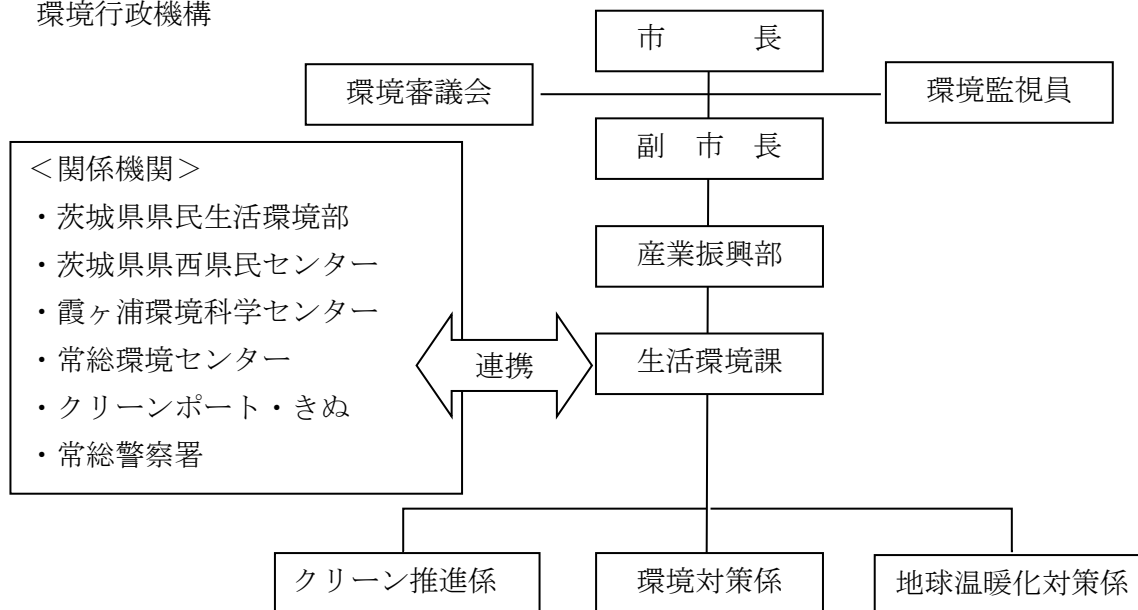 環境行政機構
市　　　長
環境審議会
環境監視員
副　市　長
＜関係機関＞
・茨城県県民生活環境部
・茨城県県西県民センター
・霞ヶ浦環境科学センター
・常総環境センター
・クリーンポート・きぬ
・常総警察署
産業振興部
連携
生活環境課
クリーン推進係
環境対策係
地球温暖化対策係